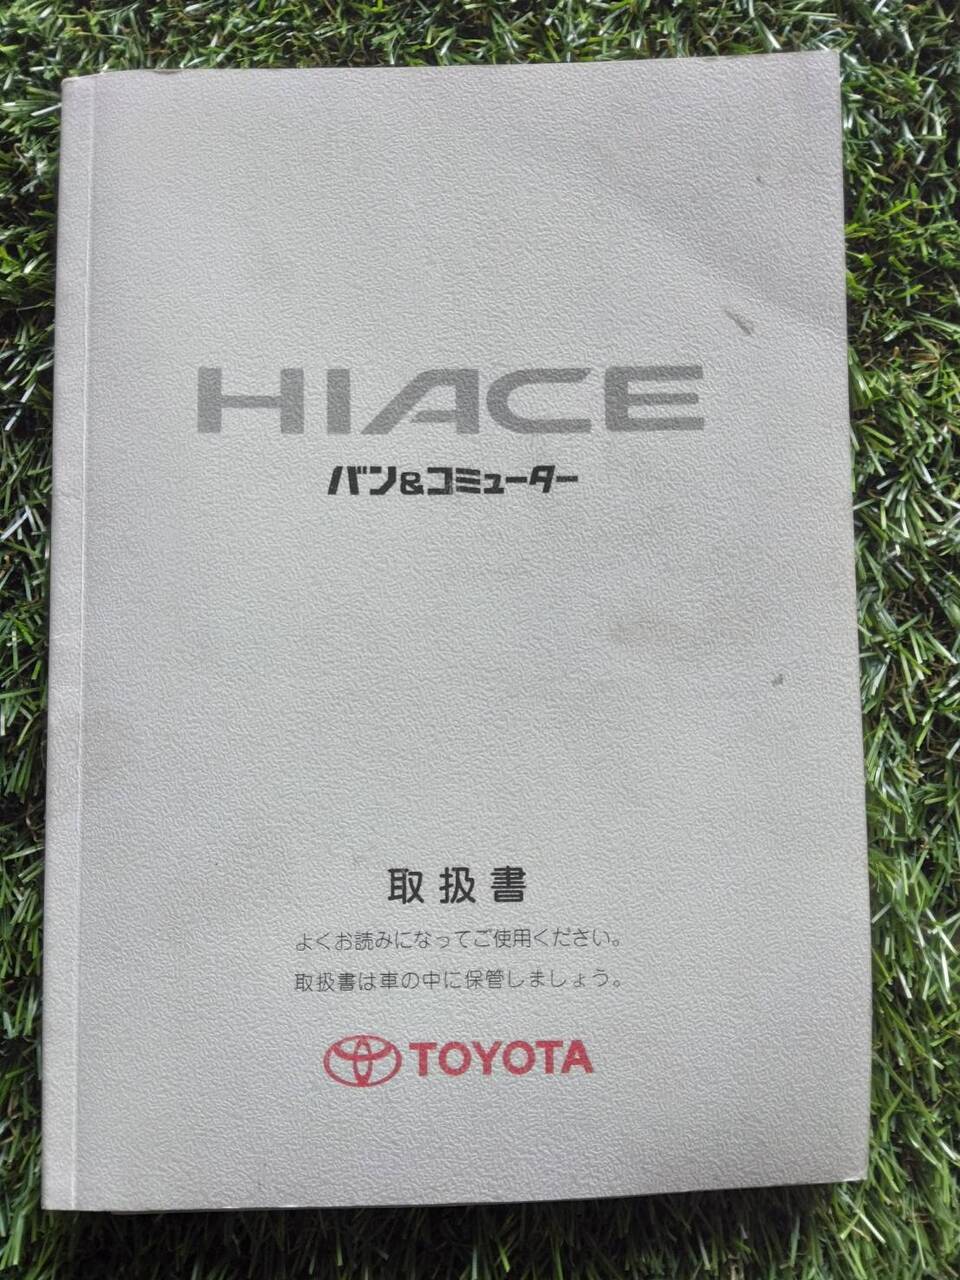 HIACE
バン&コミューター
取扱書
よくお読みになってご使用ください。
取扱書は車の中に保管しましょう。
TOYOTA